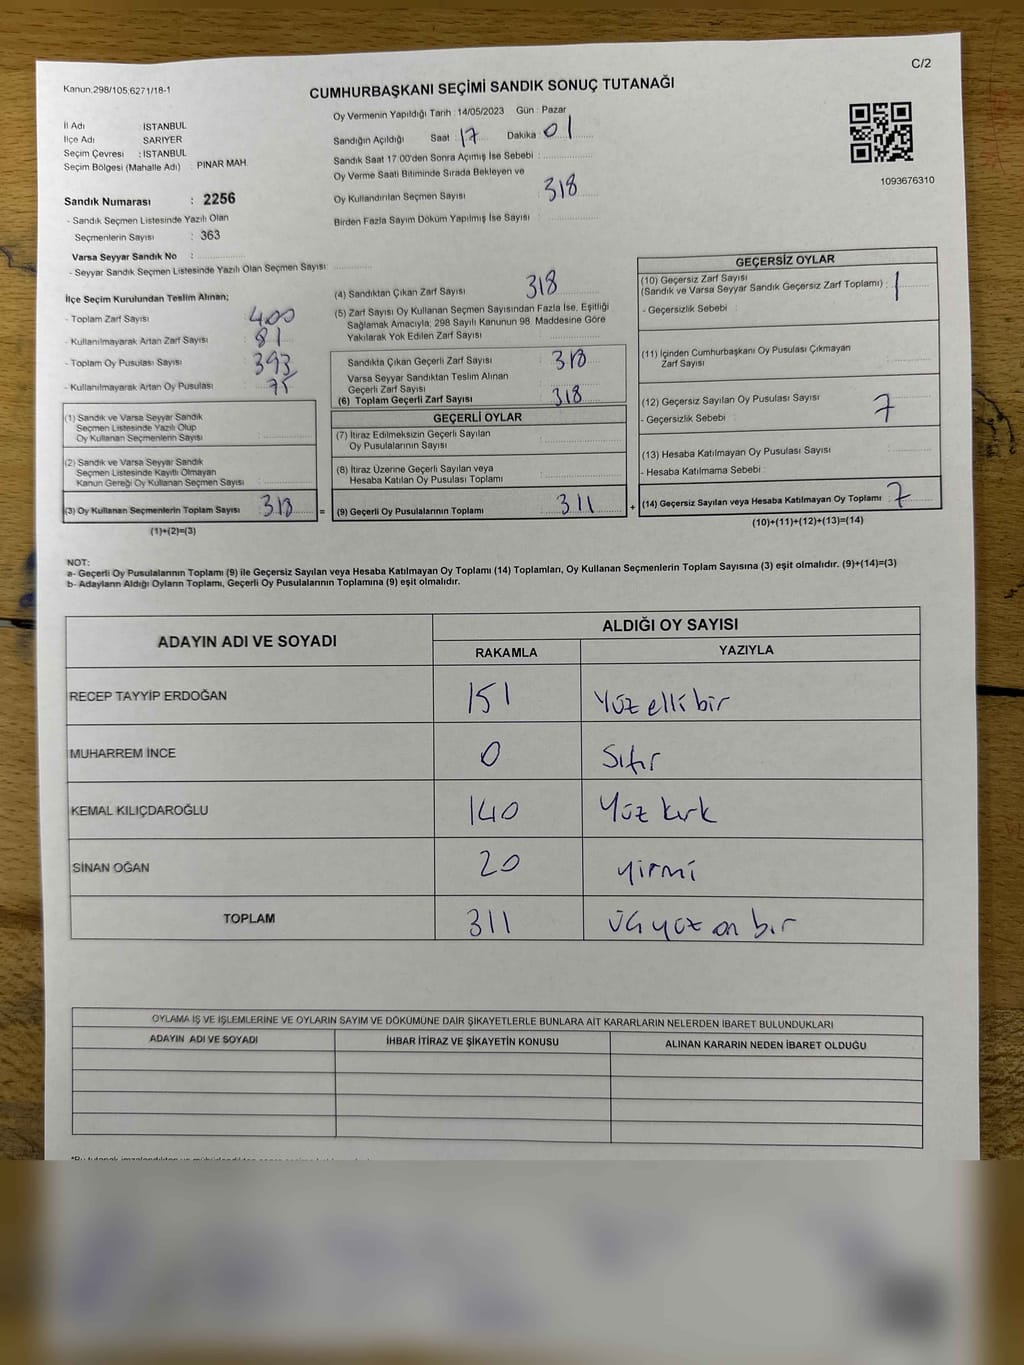 C/2
Kanun:298/105:6271/18-1
CUMHURBAŞKANI SEÇİMİ SANDIK SONUÇ TUTANAĞI
İl Adı : İSTANBUL
İlçe Adı : SARIYER
Seçim Çevresi : İSTANBUL
Seçim Bölgesi (Mahalle Adı) : PINAR MAH.
Sandık Numarası : 2256
- Sandık Seçmen Listesinde Yazılı Olan
Seçmenlerin Sayısı : 363
Varsa Seyyar Sandık No :
- Seyyar Sandık Seçmen Listesinde Yazılı Olan Seçmen Sayısı:
Oy Vermenin Yapıldığı Tarih : 14/05/2023 Gün : Pazar
Sandığın Açıldığı Saat : 17 Dakika : 01
Sandık Saat 17.00'den Sonra Açımış İse Sebebi :
Oy Verme Saati Bitiminde Sırada Bekleyen ve
Oy Kullandırılan Seçmen Sayısı : 318
Birden Fazla Sayım Döküm Yapılmış İse Sayısı :
1093676310
İlçe Seçim Kurulundan Teslim Alınan;
- Toplam Zarf Sayısı : 400
- Kullanılmayarak Artan Zarf Sayısı : 81
- Toplam Oy Pusulası Sayısı : 393
- Kullanılmayarak Artan Oy Pusulası : 75
(1) Sandık ve Varsa Seyyar Sandık
Seçmen Listesinde Yazılı Olup
Oy Kullanan Seçmenlerin Sayısı :
(2) Sandık ve Varsa Seyyar Sandık
Seçmen Listesinde Kayıtlı Olmayan
Kanun Gereği Oy Kullanan Seçmen Sayısı :
(3) Oy Kullanan Seçmenlerin Toplam Sayısı : 318 =
(1)+(2)=(3)
(4) Sandıktan Çıkan Zarf Sayısı : 318
(5) Zarf Sayısı Oy Kullanan Seçmen Sayısından Fazla İse, Eşitliği
Sağlamak Amacıyla; 298 Sayılı Kanunun 98. Maddesine Göre
Yakılarak Yok Edilen Zarf Sayısı :
Sandıkta Çıkan Geçerli Zarf Sayısı : 318
Varsa Seyyar Sandıktan Teslim Alınan
Geçerli Zarf Sayısı :
(6) Toplam Geçerli Zarf Sayısı : 318
GEÇERLİ OYLAR
(7) İtiraz Edilmeksizin Geçerli Sayılan
Oy Pusulalarının Sayısı :
(8) İtiraz Üzerine Geçerli Sayılan veya
Hesaba Katılan Oy Pusulası Toplamı :
(9) Geçerli Oy Pusulalarının Toplamı : 311 +
GEÇERSİZ OYLAR
(10) Geçersiz Zarf Sayısı
(Sandık ve Varsa Seyyar Sandık Geçersiz Zarf Toplamı) : 1
- Geçersizlik Sebebi :
(11) İçinden Cumhurbaşkanı Oy Pusulası Çıkmayan
Zarf Sayısı :
(12) Geçersiz Sayılan Oy Pusulası Sayısı : 7
- Geçersizlik Sebebi :
(13) Hesaba Katılmayan Oy Pusulası Sayısı :
- Hesaba Katılmama Sebebi :
(14) Geçersiz Sayılan veya Hesaba Katılmayan Oy Toplamı : 7
(10)+(11)+(12)+(13)=(14)
NOT:
a- Geçerli Oy Pusulalarının Toplamı (9) ile Geçersiz Sayılan veya Hesaba Katılmayan Oy Toplamı (14) Toplamları, Oy Kullanan Seçmenlerin Toplam Sayısına (3) eşit olmalıdır. (9)+(14)=(3)
b- Adayların Aldığı Oyların Toplamı, Geçerli Oy Pusulalarının Toplamına (9) eşit olmalıdır.
ADAYIN ADI VE SOYADI
ALDIĞI OY SAYISI
RAKAMLA YAZIYLA
RECEP TAYYİP ERDOĞAN 151 Yüz elli bir
MUHARREM İNCE 0 Sıfır
KEMAL KILIÇDAROĞLU 140 Yüz kırk
SİNAN OĞAN 20 yirmi
TOPLAM 311 üç yüz on bir
OYLAMA İŞ VE İŞLEMLERİNE VE OYLARIN SAYIM VE DÖKÜMÜNE DAİR ŞİKAYETLERLE BUNLARA AİT KARARLARIN NELERDEN İBARET BULUNDUKLARI
ADAYIN ADI VE SOYADI İHBAR İTİRAZ VE ŞİKAYETİN KONUSU ALINAN KARARIN NEDEN İBARET OLDUĞU